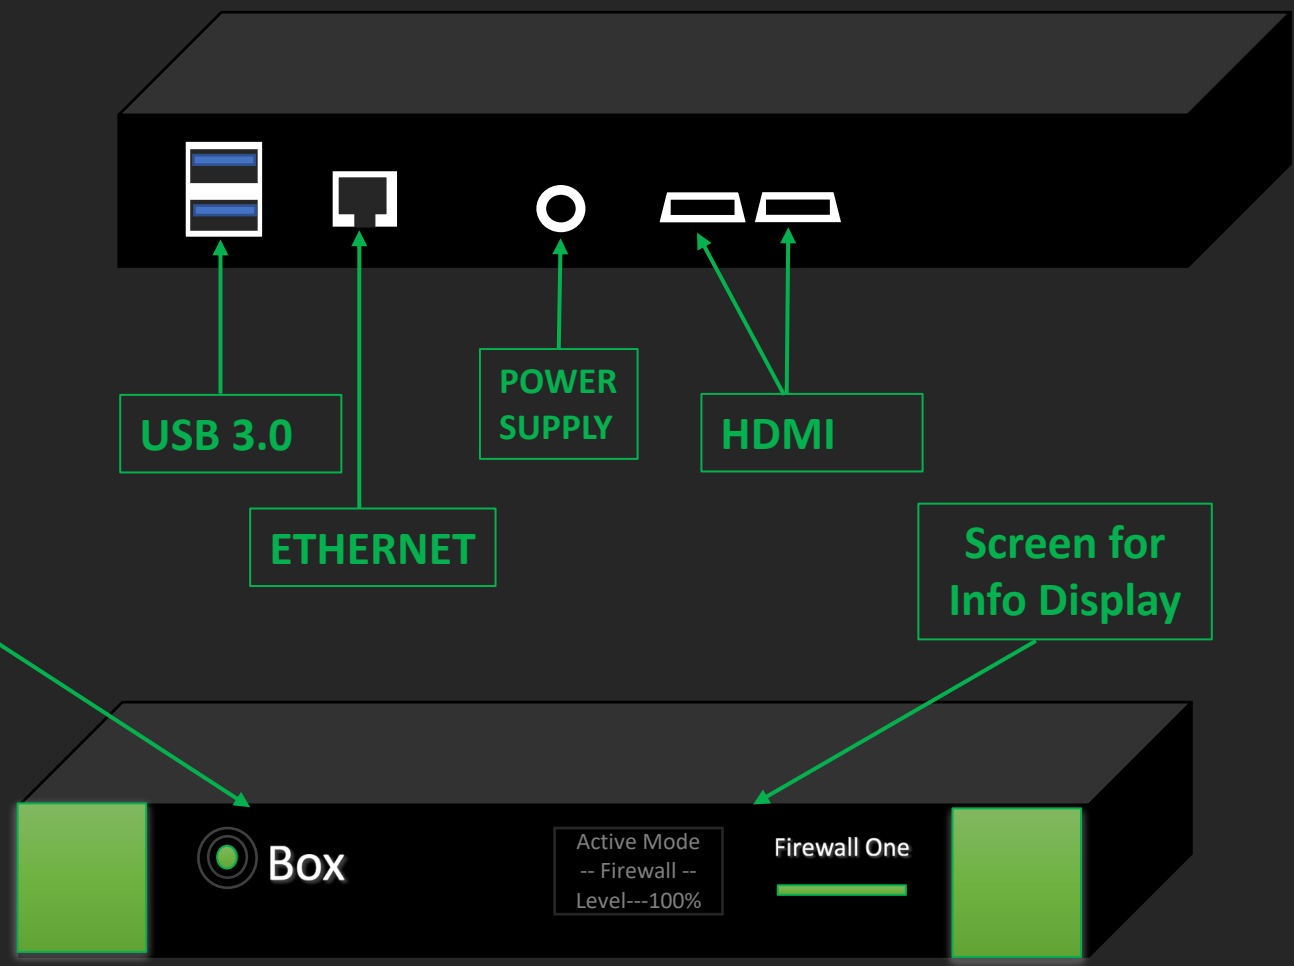 USB 3.0
POWER
SUPPLY
HDMI
ETHERNET
Screen for
Info Display
Box
Active Mode
-- Firewall --
Level---100%
Firewall One